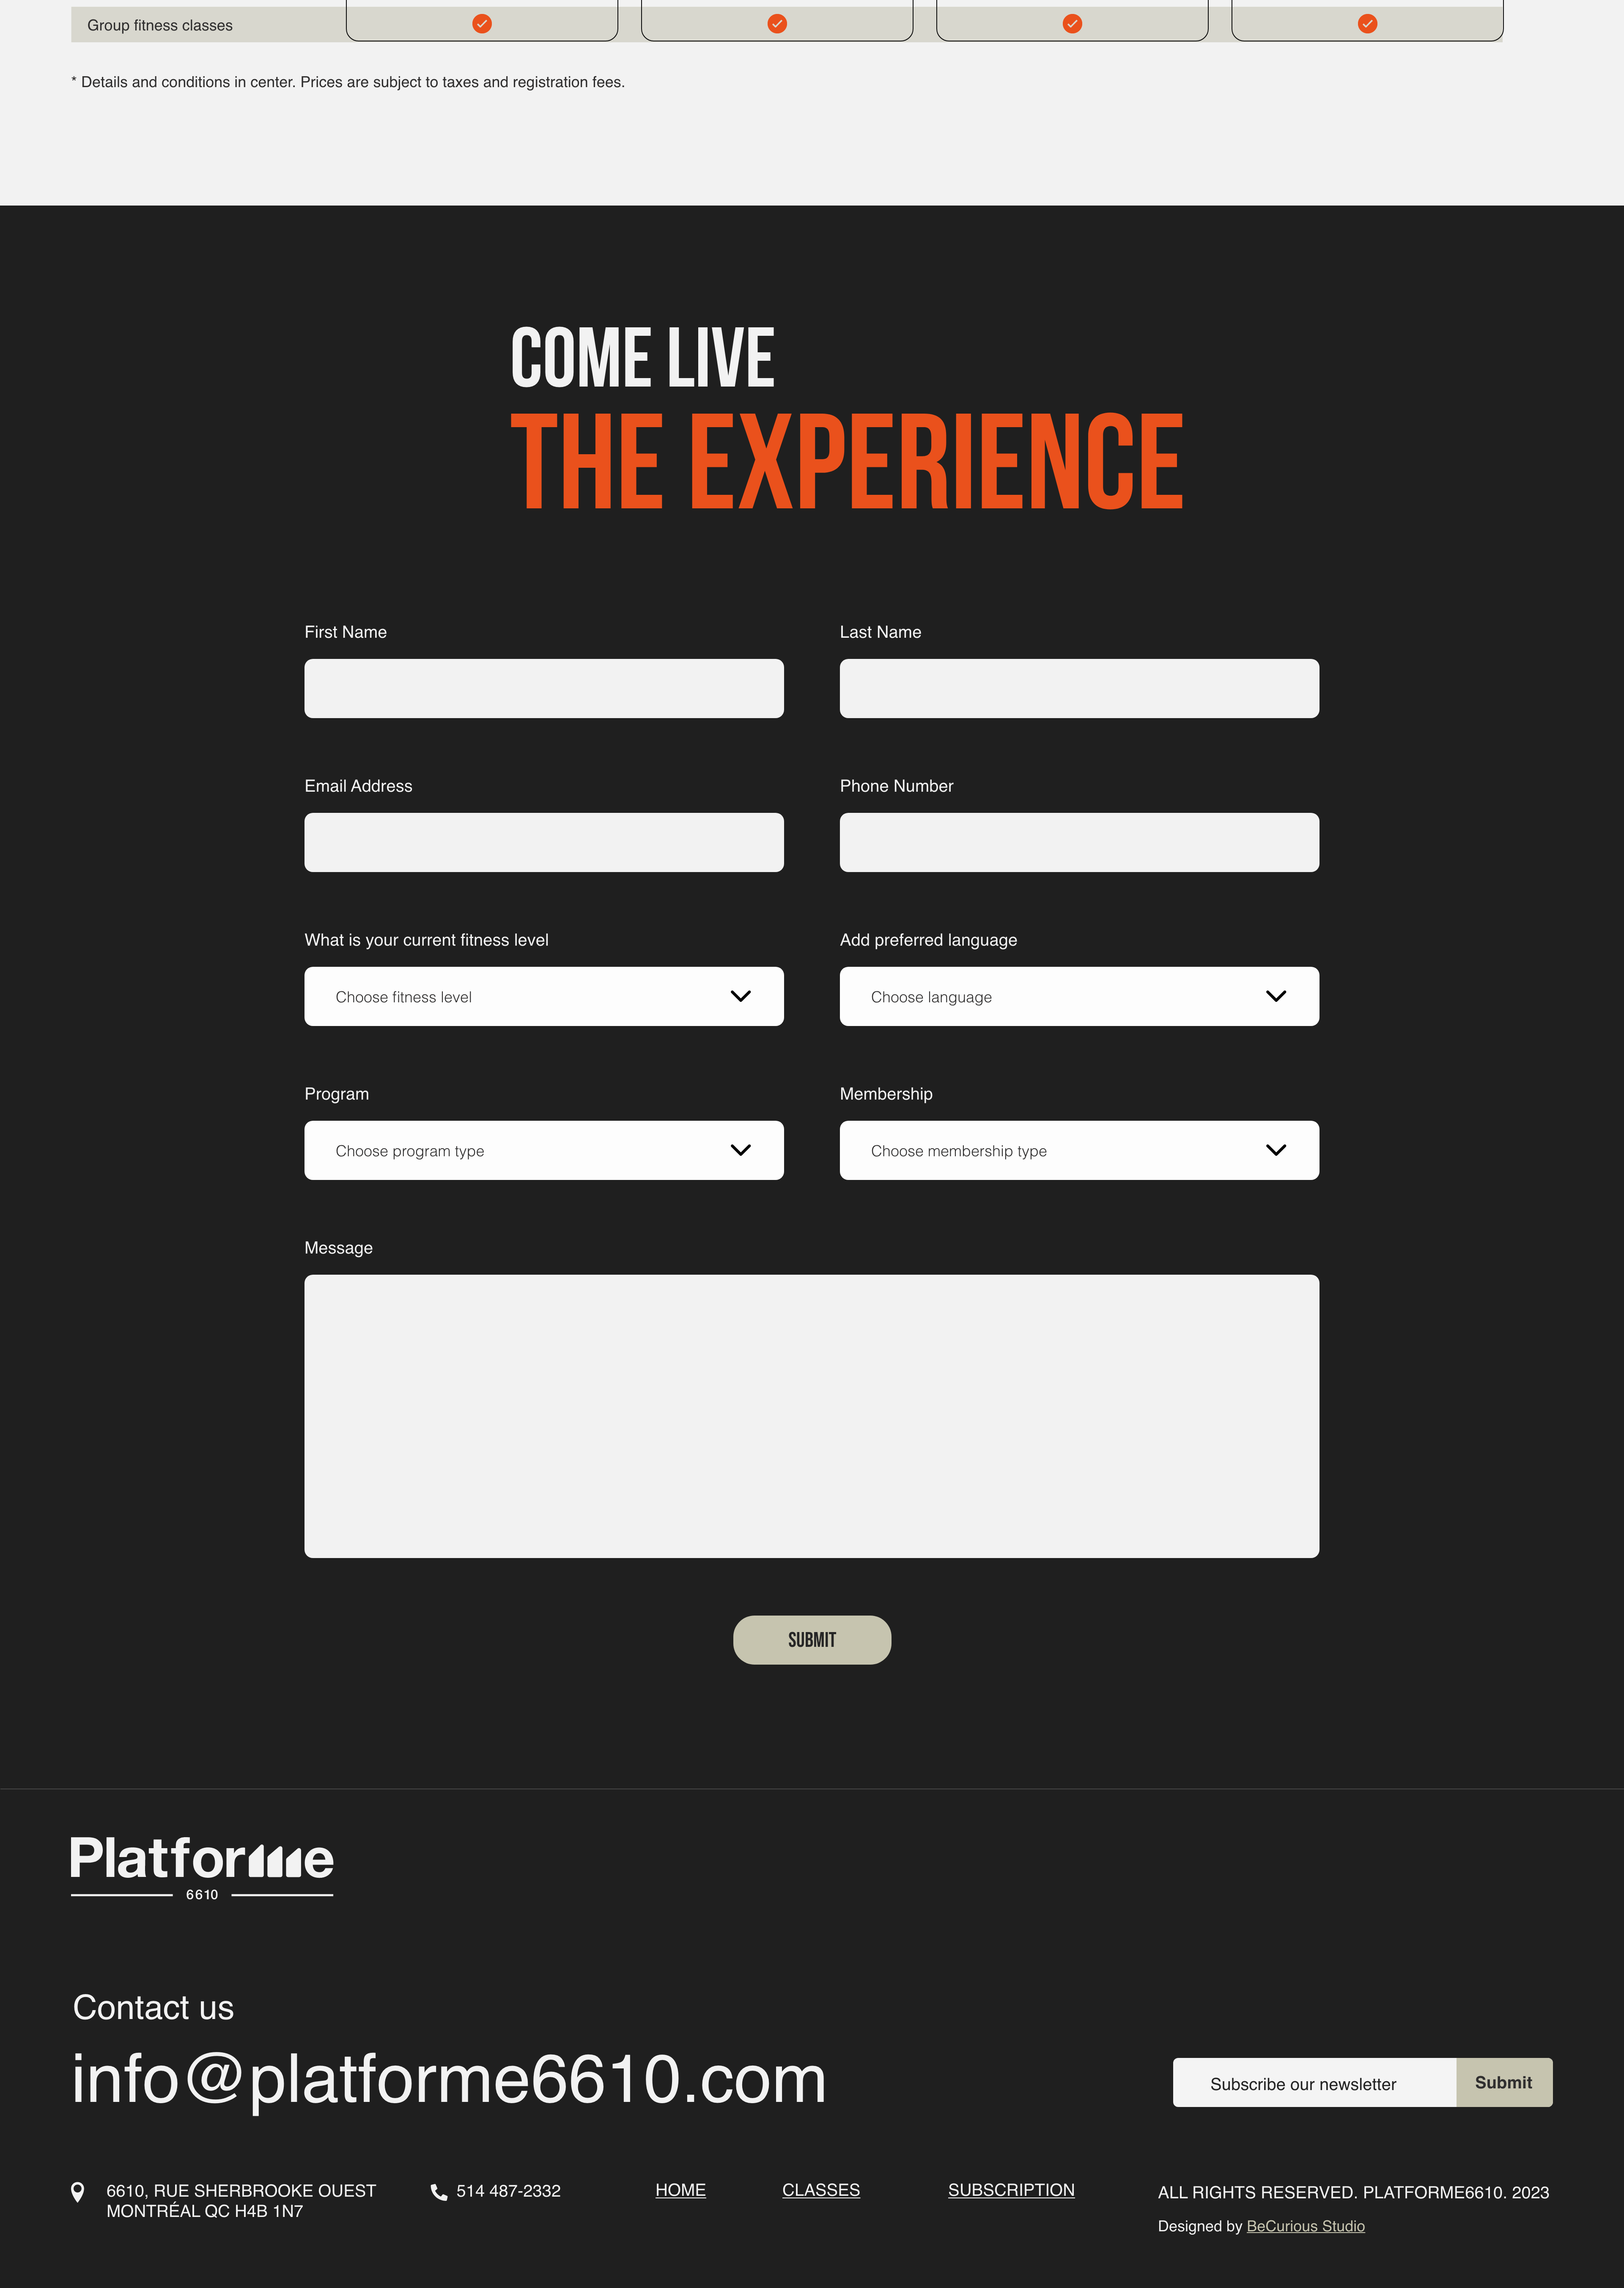 Group fitness classes
* Details and conditions in center. Prices are subject to taxes and registration fees.
COME LIVE
THE EXPERIENCE
First Name
Last Name
Email Address
Phone Number
What is your current fitness level
Add preferred language
Choose fitness level
Choose language
Program
Membership
Choose program type
Choose membership type
Message
SUBMIT
Platforme
6610
Contact us
info@platforme6610.com
Subscribe our newsletter
Submit
6610, RUE SHERBROOKE OUEST
MONTRÉAL QC H4B 1N7
514 487-2332
HOME
CLASSES
SUBSCRIPTION
ALL RIGHTS RESERVED. PLATFORME6610. 2023
Designed by BeCurious Studio